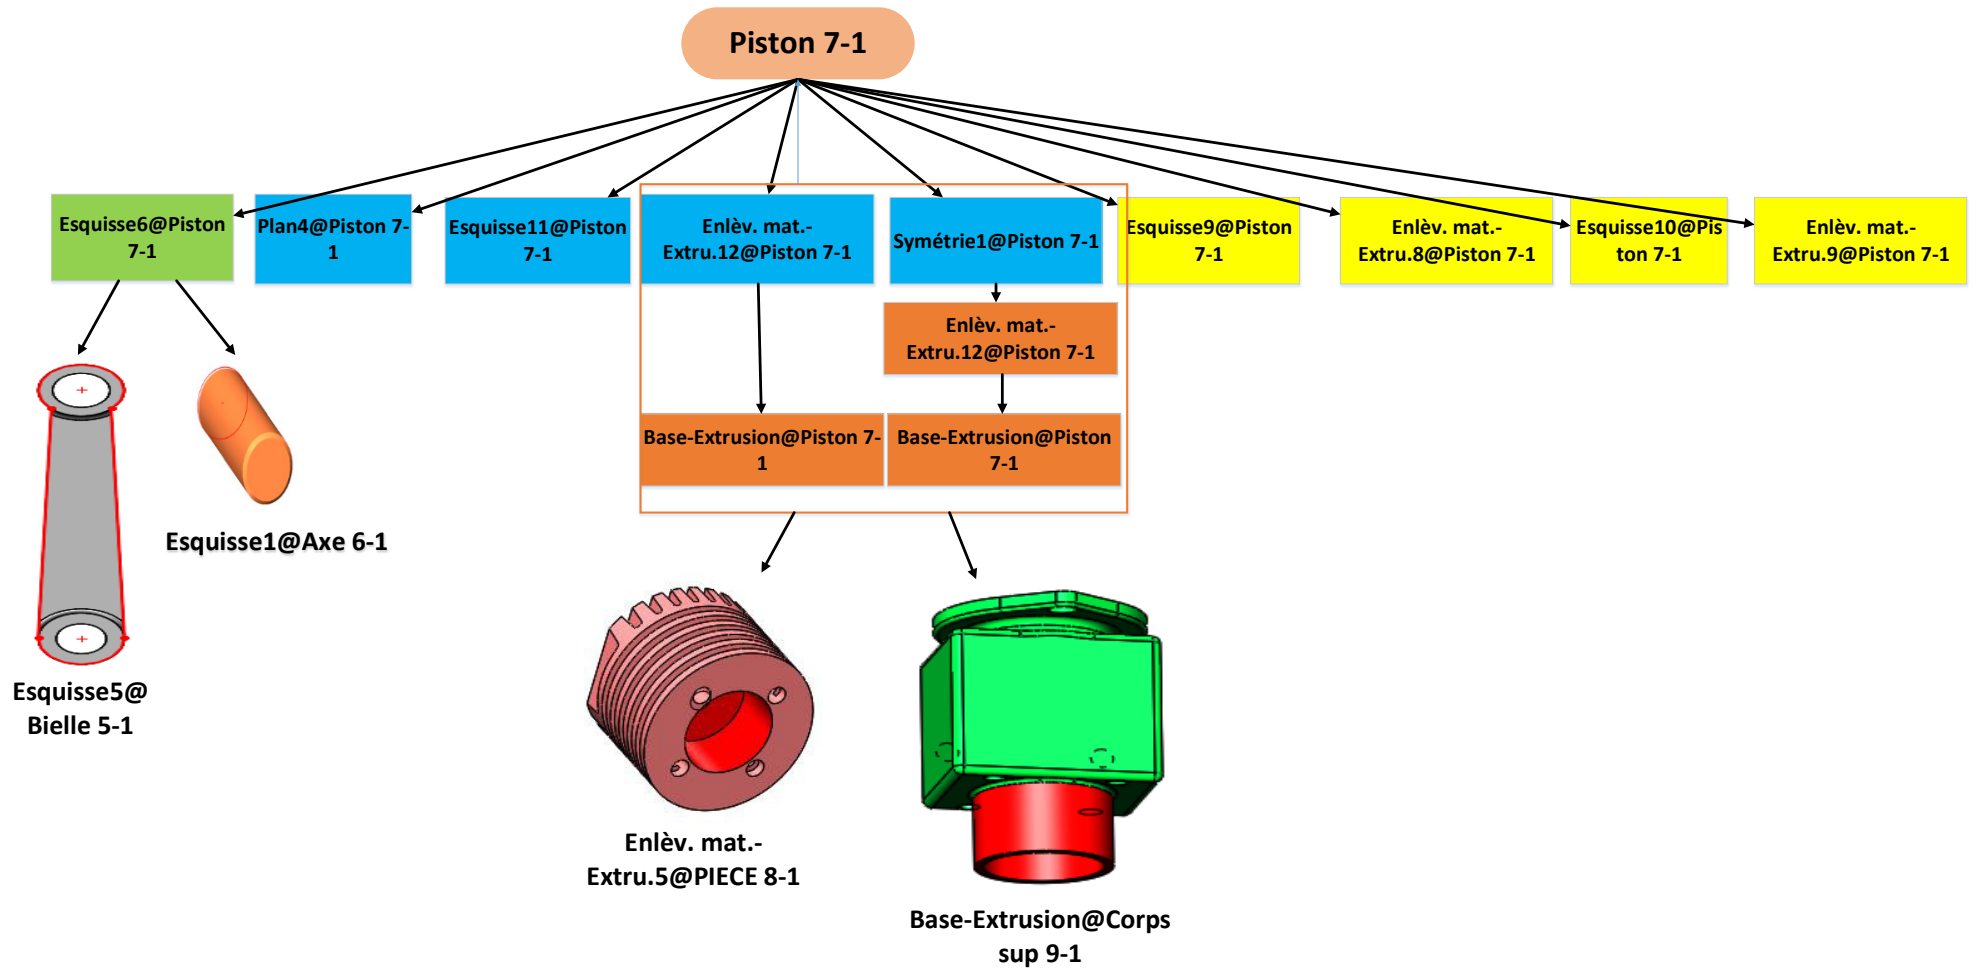 Piston 7-1
Esquisse6@Piston
7-1
Plan4@Piston 7-
1
Esquisse11@Piston
7-1
Enlèv. mat.-
Extru.12@Piston 7-1
Symétrie1@Piston 7-1
Esquisse9@Piston
7-1
Enlèv. mat.-
Extru.8@Piston 7-1
Esquisse10@Pis
ton 7-1
Enlèv. mat.-
Extru.9@Piston 7-1
Enlèv. mat.-
Extru.12@Piston 7-1
Base-Extrusion@Piston 7-
1
Base-Extrusion@Piston
7-1
Esquisse1@Axe 6-1
Esquisse5@
Bielle 5-1
Enlèv. mat.-
Extru.5@PIECE 8-1
Base-Extrusion@Corps
sup 9-1